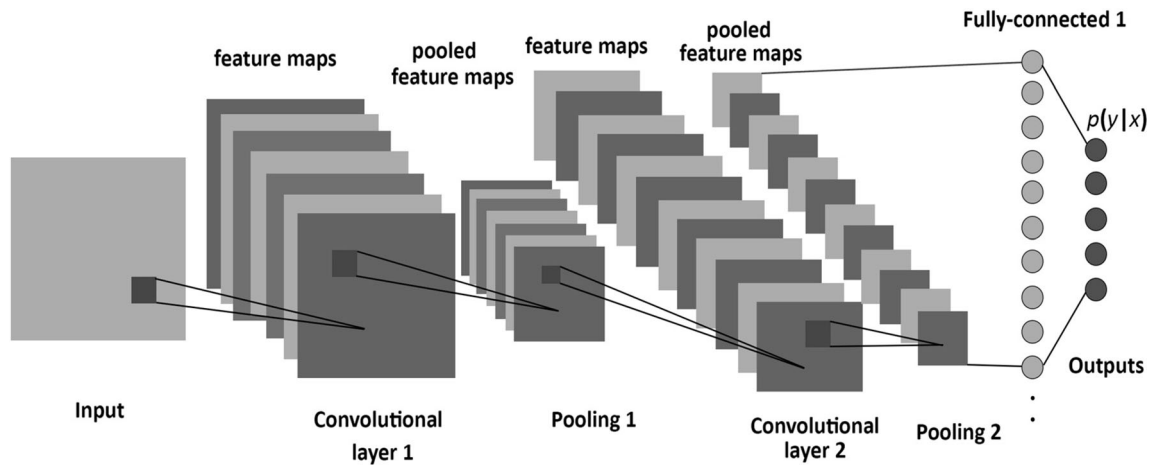 Fully-connected 1
feature maps
pooled
feature maps
feature maps
pooled
feature maps
p(y|x)
Input
Convolutional
layer 1
Pooling 1
Convolutional
layer 2
Pooling 2
Outputs